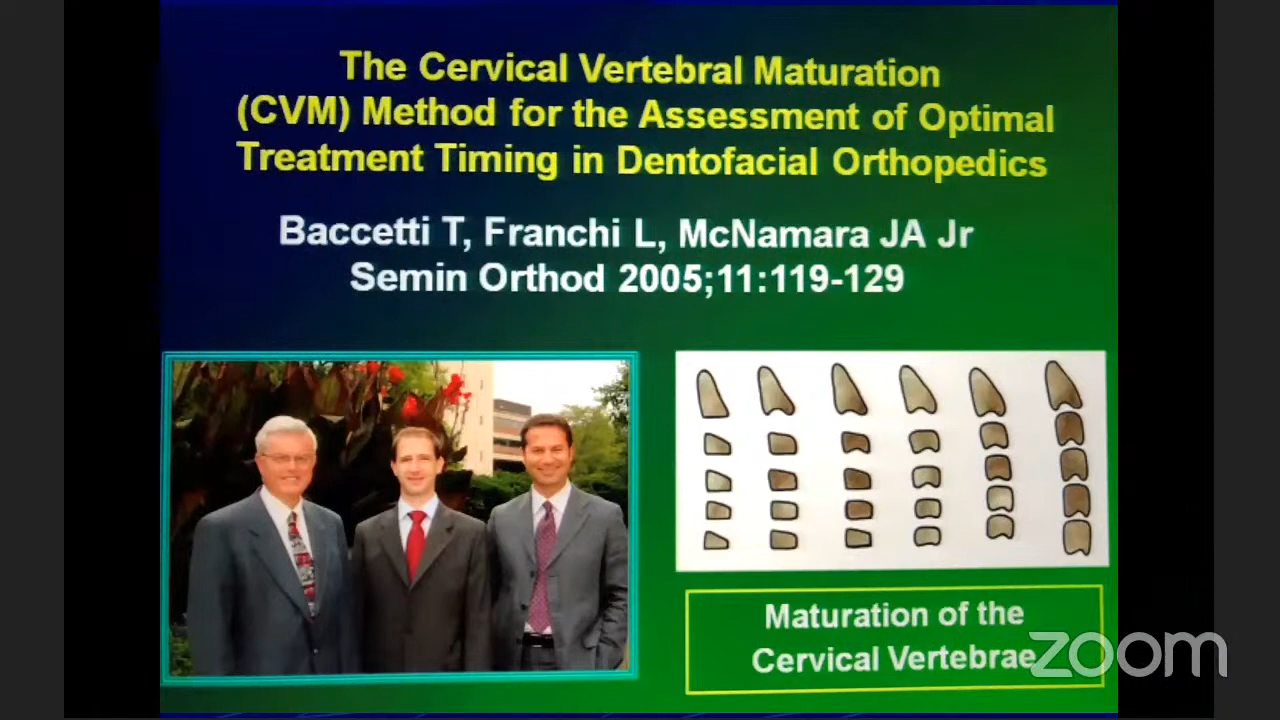 The Cervical Vertebral Maturation
(CVM) Method for the Assessment of Optimal
Treatment Timing in Dentofacial Orthopedics
Baccetti T, Franchi L, McNamara JA Jr
Semin Orthod 2005;11:119-129
Maturation of the
Cervical Vertebrae
zoom